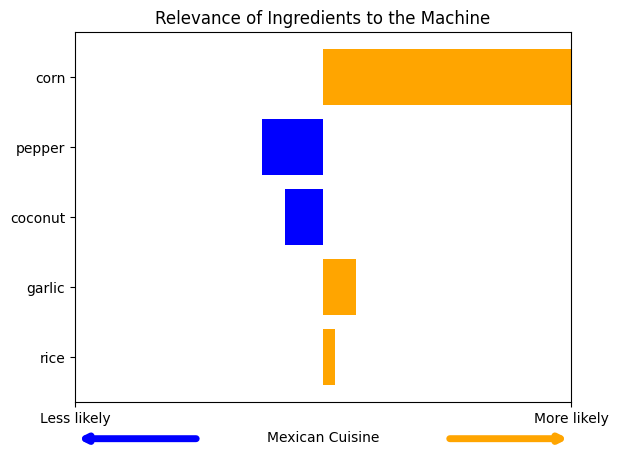 Relevance of Ingredients to the Machine
corn
pepper
coconut
garlic
rice
Less likely
More likely
Mexican Cuisine